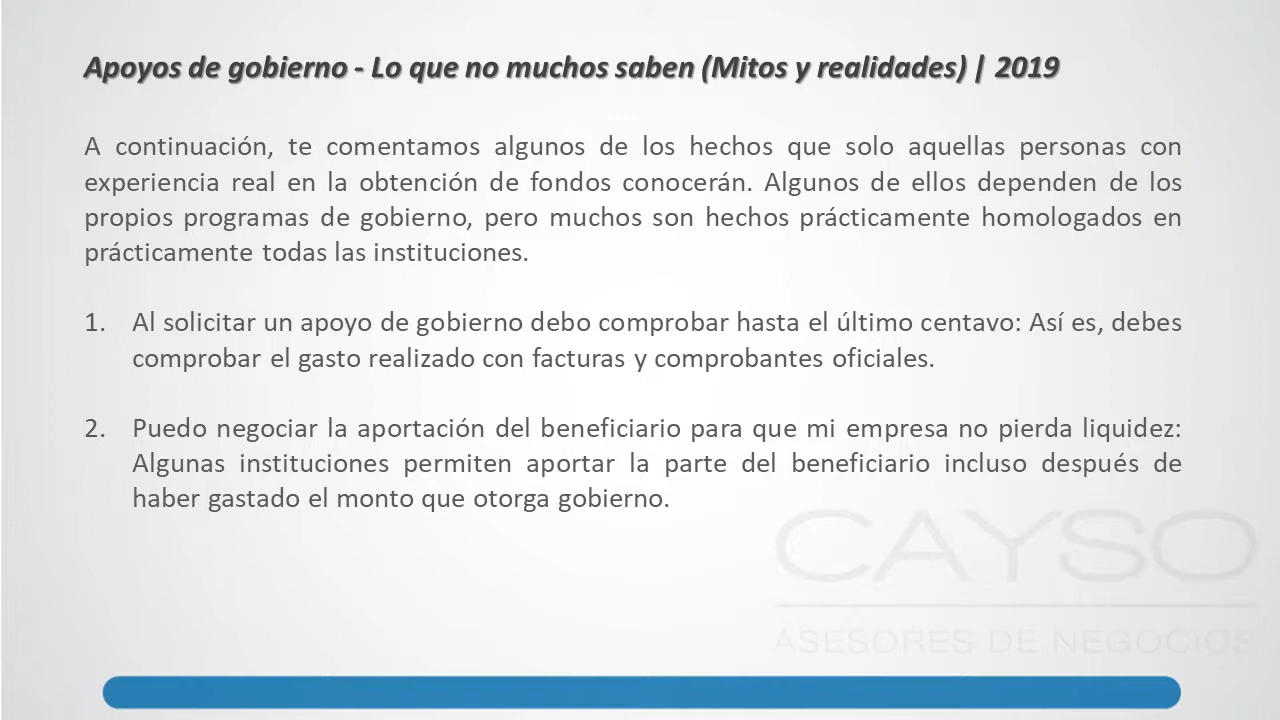 Apoyos de gobierno - Lo que no muchos saben (Mitos y realidades) | 2019
A continuación, te comentamos algunos de los hechos que solo aquellas personas con
experiencia real en la obtención de fondos conocerán. Algunos de ellos dependen de los
propios programas de gobierno, pero muchos son hechos prácticamente homologados en
prácticamente todas las instituciones.
1. Al solicitar un apoyo de gobierno debo comprobar hasta el último centavo: Así es, debes
comprobar el gasto realizado con facturas y comprobantes oficiales.
2. Puedo negociar la aportación del beneficiario para que mi empresa no pierda liquidez:
Algunas instituciones permiten aportar la parte del beneficiario incluso después de
haber gastado el monto que otorga gobierno.
CAYSO
ASESORES DE NEGOCIOS